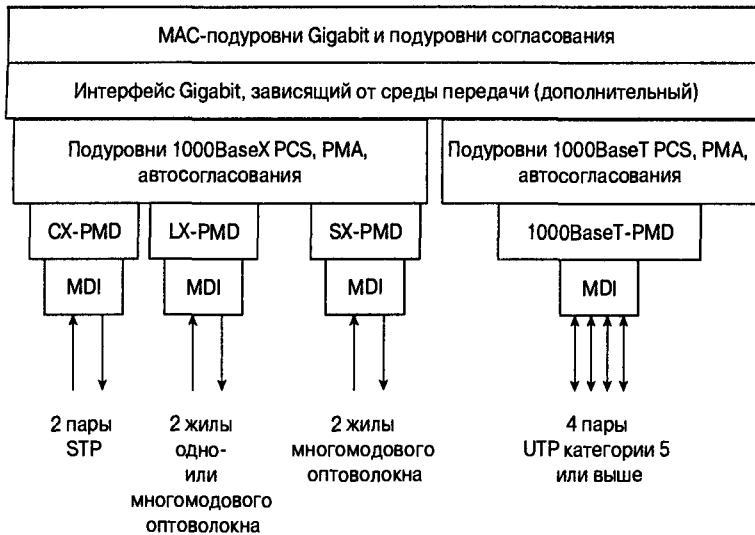 MAC-подуровни Gigabit и подуровни согласования
Интерфейс Gigabit, зависящий от среды передачи (дополнительный)
Подуровни 1000BaseX PCS, PMA,
автосогласования
Подуровни 1000BaseT PCS, PMA,
автосогласования
CX-PMD
LX-PMD
SX-PMD
1000BaseT-PMD
MDI
MDI
MDI
MDI
2 пары
STP
2 жилы
одно-
или
многомодового
оптоволокна
2 жилы
многомодового
оптоволокна
4 пары
UTP категории 5
или выше